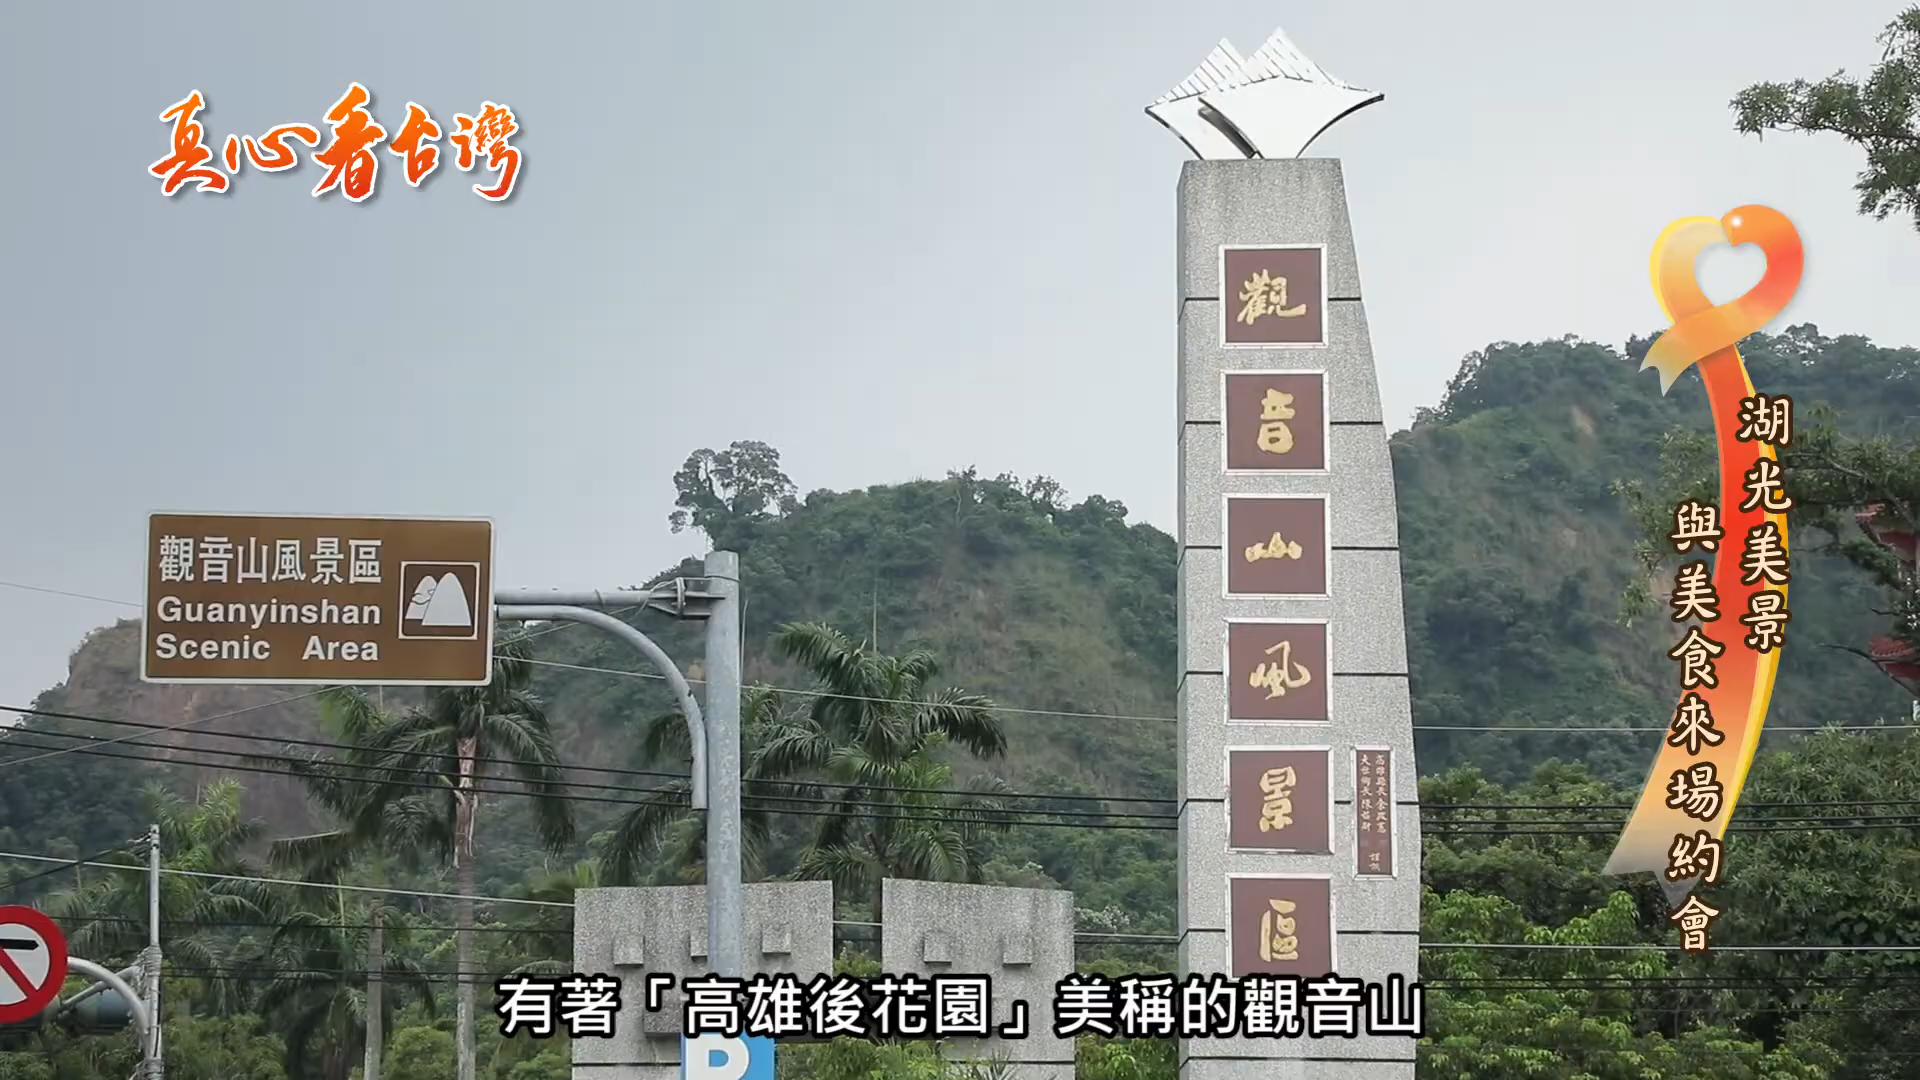 真心看台灣
觀音山風景區
Guanyinshan
Scenic Area
觀音山風景區
湖光美景
與美食來場約會
有著「高雄後花園」美稱的觀音山
P